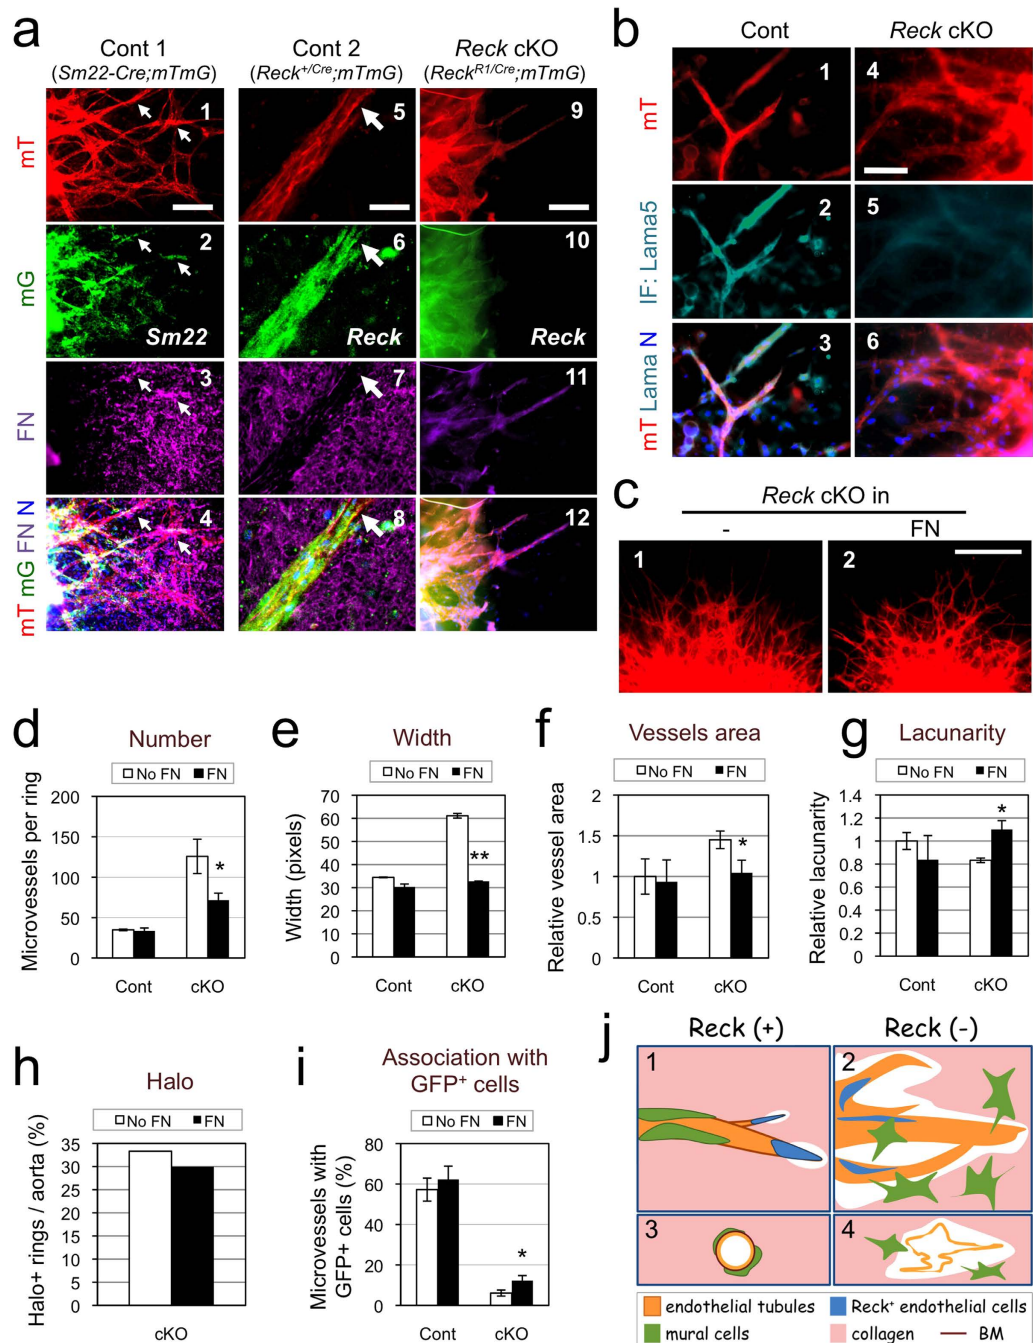 a
Cont 1
(Sm22-Cre;mTmG)
Cont 2
(Reck+/Cre;mTmG)
Reck cKO
(ReckR1/Cre;mTmG)
mT
1
5
9
mG
2
Sm22
6
Reck
10
Reck
FN
3
7
11
mT mG FN N
4
8
12
b
Cont
Reck cKO
mT
1
4
IF: Lama5
2
5
mT Lama N
3
6
c
Reck cKO in
-
FN
1
2
d
Number
No FN
FN
Microvessels per ring
200
150
100
50
0
*
Cont
cKO
e
Width
No FN
FN
Width (pixels)
70
60
50
40
30
20
10
0
**
Cont
cKO
f
Vessels area
No FN
FN
Relative vessel area
2
1.5
1
0.5
0
*
Cont
cKO
g
Lacunarity
No FN
FN
Relative lacunarity
1.4
1.2
1
0.8
0.6
0.4
0.2
0
*
Cont
cKO
h
Halo
No FN
FN
Halo+ rings / aorta (%)
35
30
25
20
15
10
5
0
cKO
i
Association with
GFP+ cells
No FN
FN
Microvessels with
GFP+ cells (%)
80
60
40
20
0
*
Cont
cKO
j
Reck (+)
Reck (-)
1
2
3
4
endothelial tubules
Reck+ endothelial cells
mural cells
collagen
BM